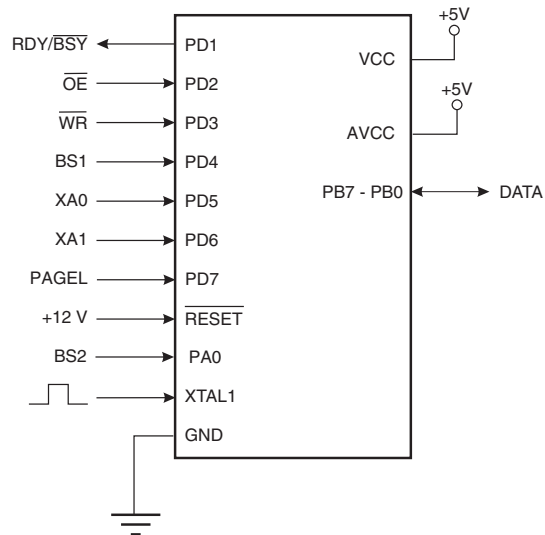 RDY/BSY
PD1
OE
PD2
WR
PD3
BS1
PD4
XA0
PD5
XA1
PD6
PAGEL
PD7
+12 V
RESET
BS2
PA0
XTAL1
GND
+5V
VCC
+5V
AVCC
PB7 - PB0
DATA